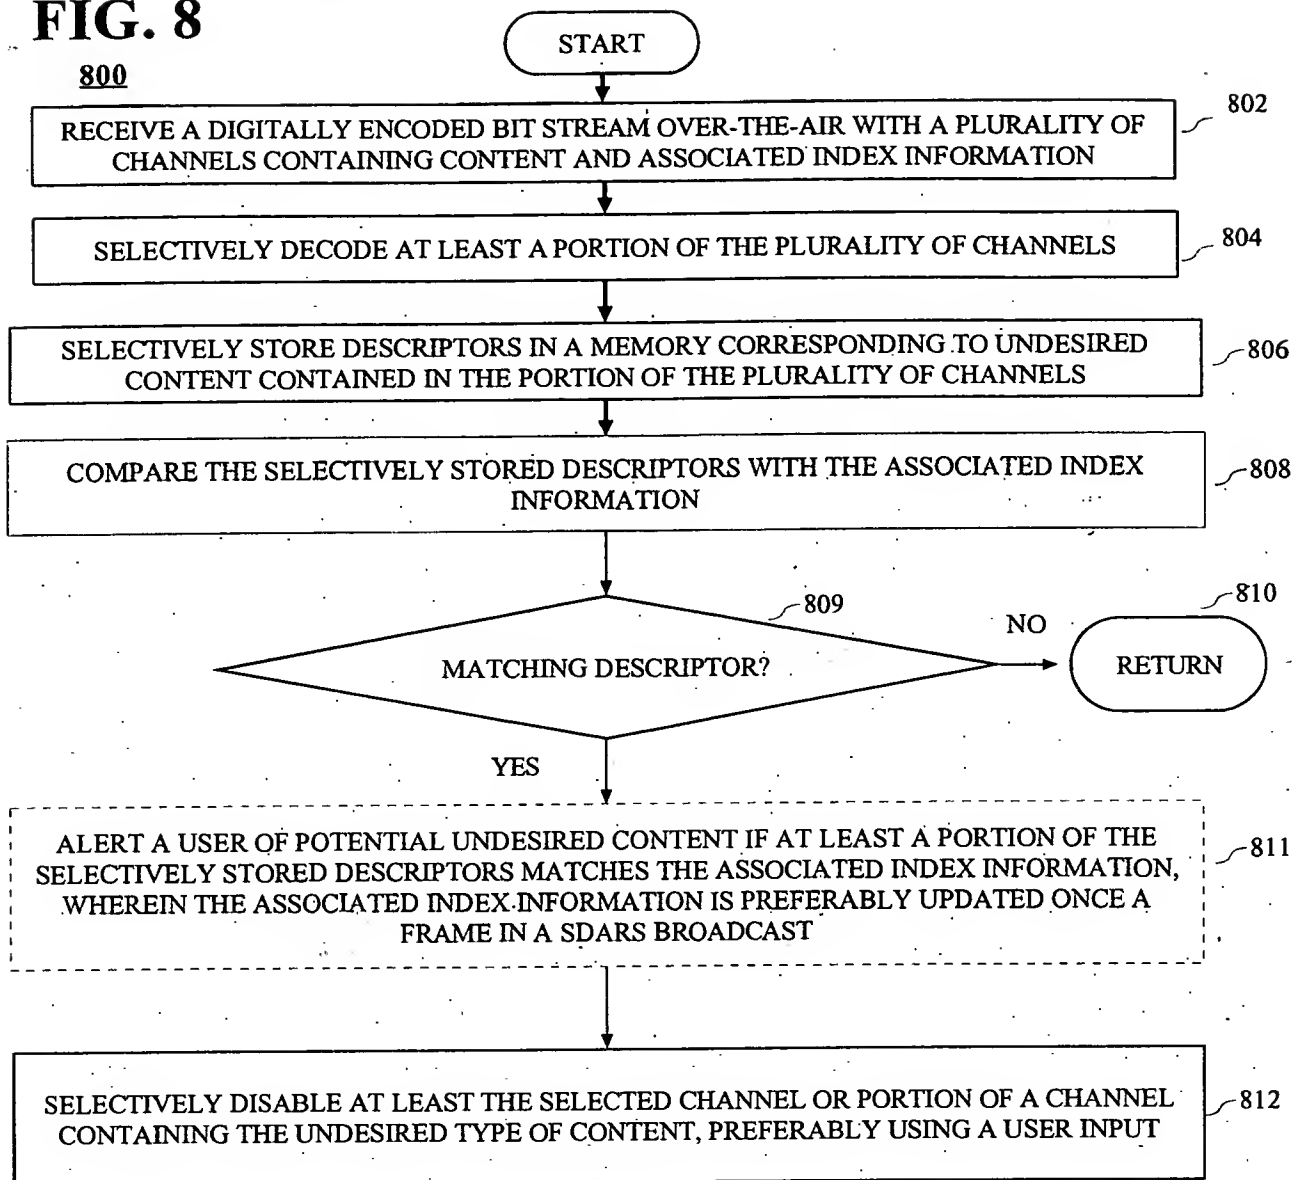 FIG. 8
800
START
RECEIVE A DIGITALLY ENCODED BIT STREAM OVER-THE-AIR WITH A PLURALITY OF
CHANNELS CONTAINING CONTENT AND ASSOCIATED INDEX INFORMATION
802
SELECTIVELY DECODE AT LEAST A PORTION OF THE PLURALITY OF CHANNELS
804
SELECTIVELY STORE DESCRIPTORS IN A MEMORY CORRESPONDING TO UNDESIRED
CONTENT CONTAINED IN THE PORTION OF THE PLURALITY OF CHANNELS
806
COMPARE THE SELECTIVELY STORED DESCRIPTORS WITH THE ASSOCIATED INDEX
INFORMATION
808
809
MATCHING DESCRIPTOR?
NO
810
RETURN
YES
ALERT A USER OF POTENTIAL UNDESIRED CONTENT IF AT LEAST A PORTION OF THE
SELECTIVELY STORED DESCRIPTORS MATCHES THE ASSOCIATED INDEX INFORMATION,
WHEREIN THE ASSOCIATED INDEX INFORMATION IS PREFERABLY UPDATED ONCE A
FRAME IN A SDARS BROADCAST
811
SELECTIVELY DISABLE AT LEAST THE SELECTED CHANNEL OR PORTION OF A CHANNEL
CONTAINING THE UNDESIRED TYPE OF CONTENT, PREFERABLY USING A USER INPUT
812